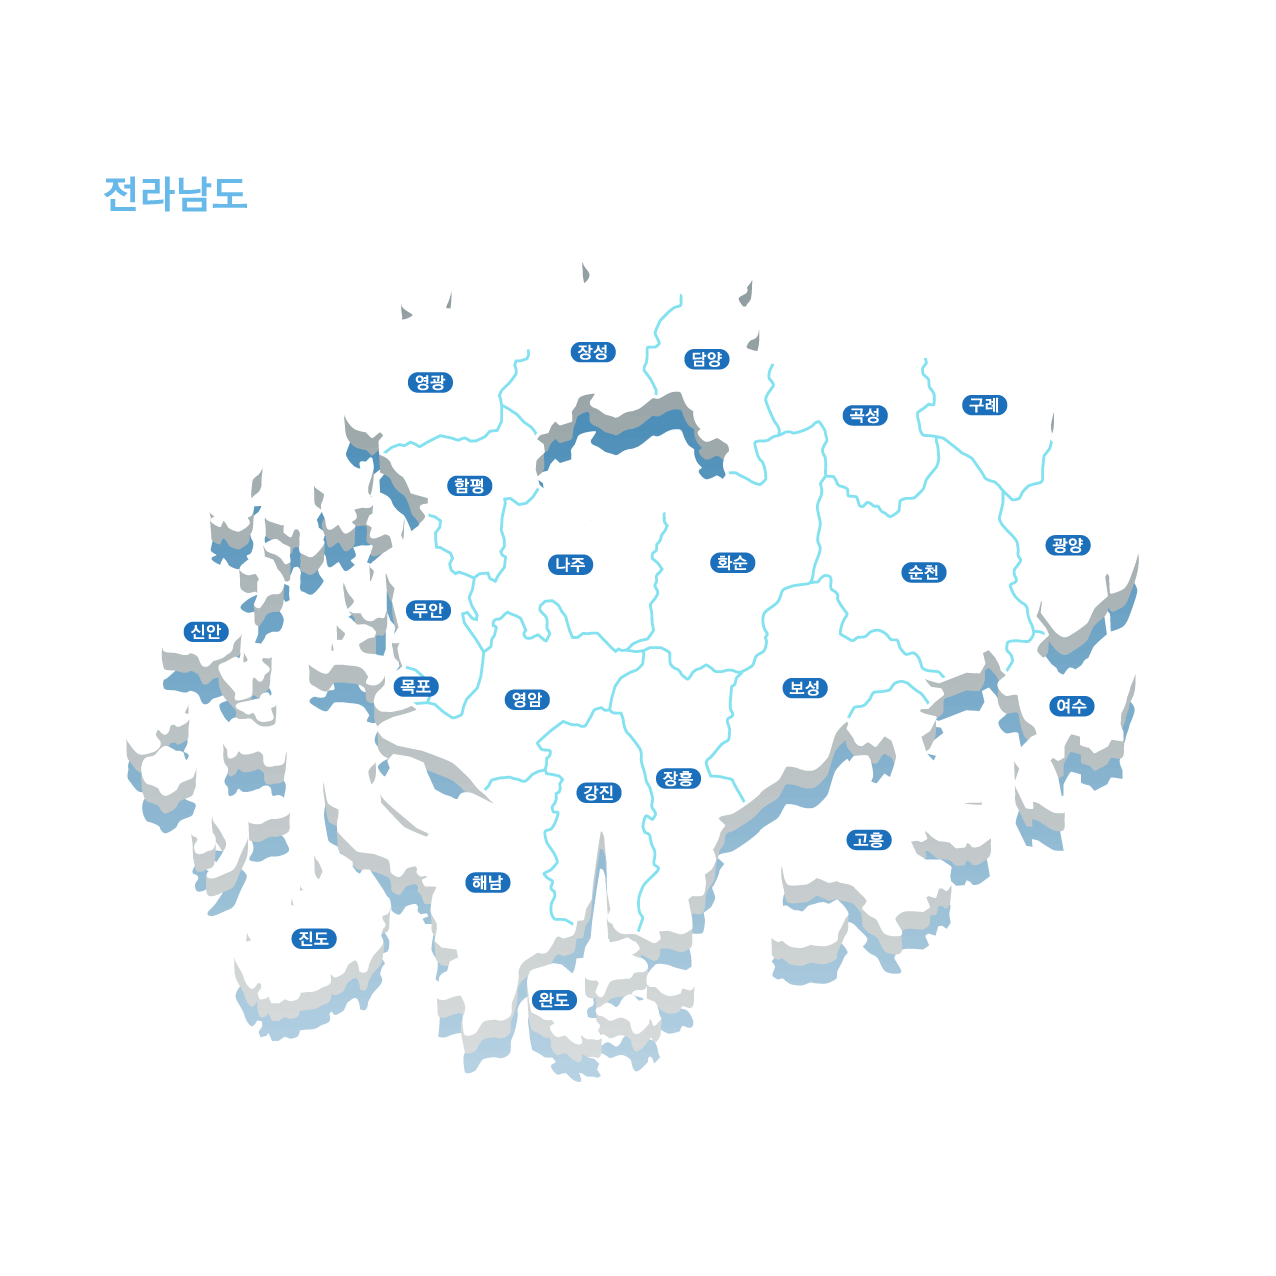 전라남도
장성
담양
영광
구례
곡성
함평
광양
화순
나주
순천
무안
신안
목포
보성
영암
여수
장흥
강진
고흥
해남
진도
완도